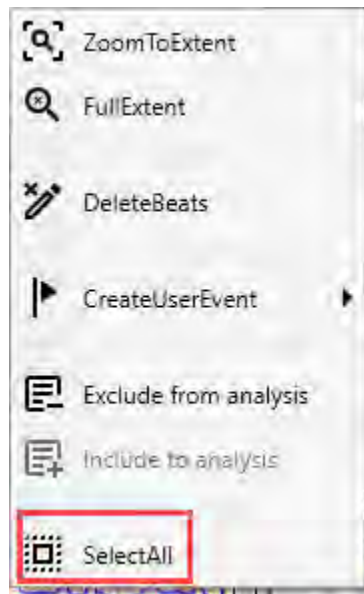 ZoomToExtent
FullExtent
DeleteBeats
CreateUserEvent
Exclude from analysis
Include to analysis
SelectAll